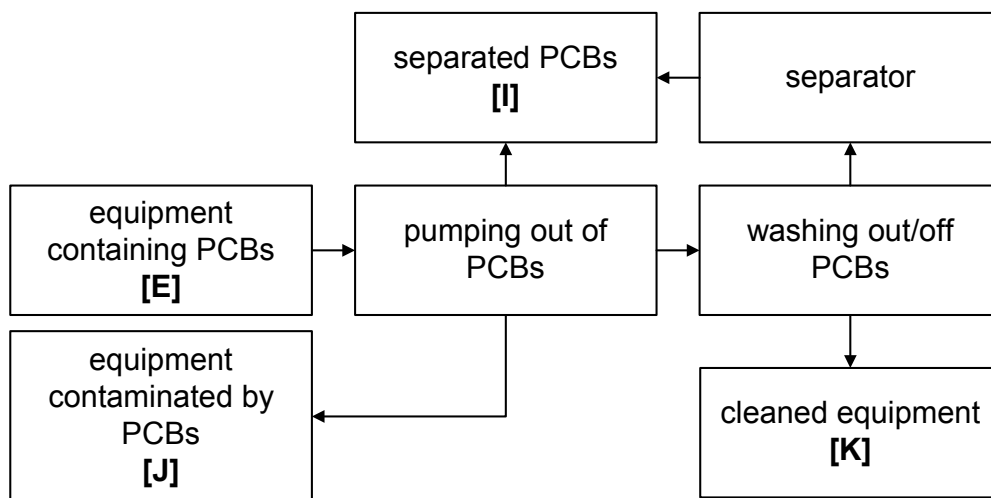 separated PCBs
[I]
separator
equipment
containing PCBs
[E]
pumping out of
PCBs
washing out/off
PCBs
equipment
contaminated by
PCBs
[J]
cleaned equipment
[K]